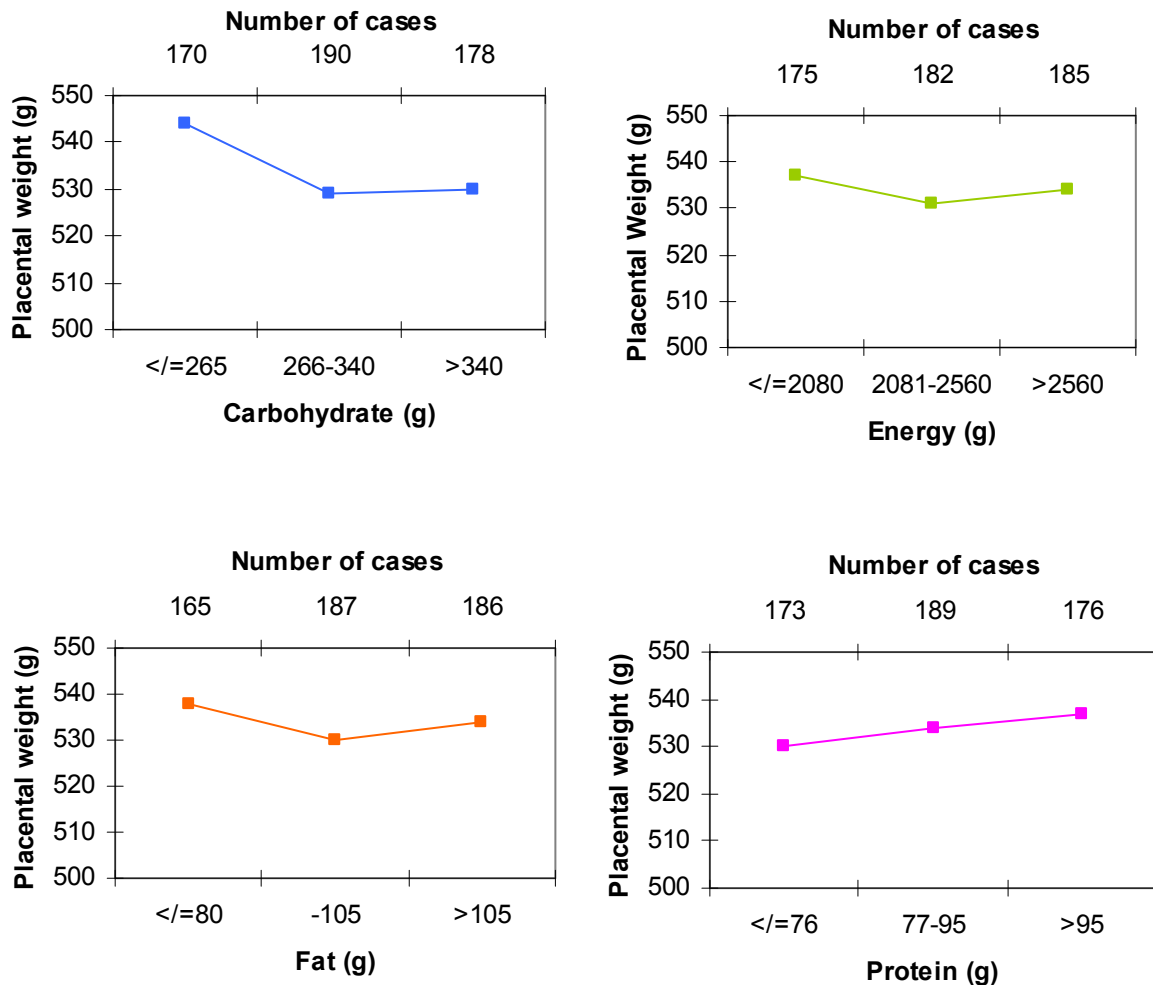 Number of cases
170 190 178
Placental weight (g)
550
540
530
520
510
500
</=265 266-340 >340
Carbohydrate (g)
Number of cases
175 182 185
Placental Weight (g)
550
540
530
520
510
500
</=2080 2081-2560 >2560
Energy (g)
Number of cases
165 187 186
Placental weight (g)
550
540
530
520
510
500
</=80 -105 >105
Fat (g)
Number of cases
173 189 176
Placental weight (g)
550
540
530
520
510
500
</=76 77-95 >95
Protein (g)